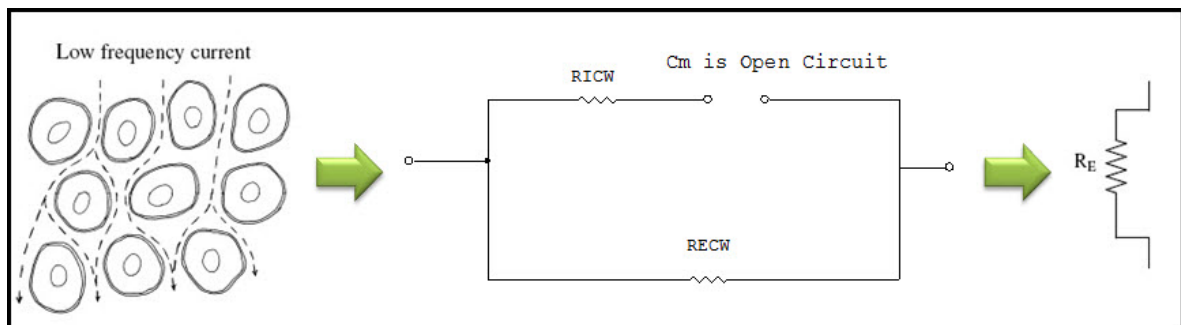 Low frequency current
Cm is Open Circuit
RICW
RECW
RE